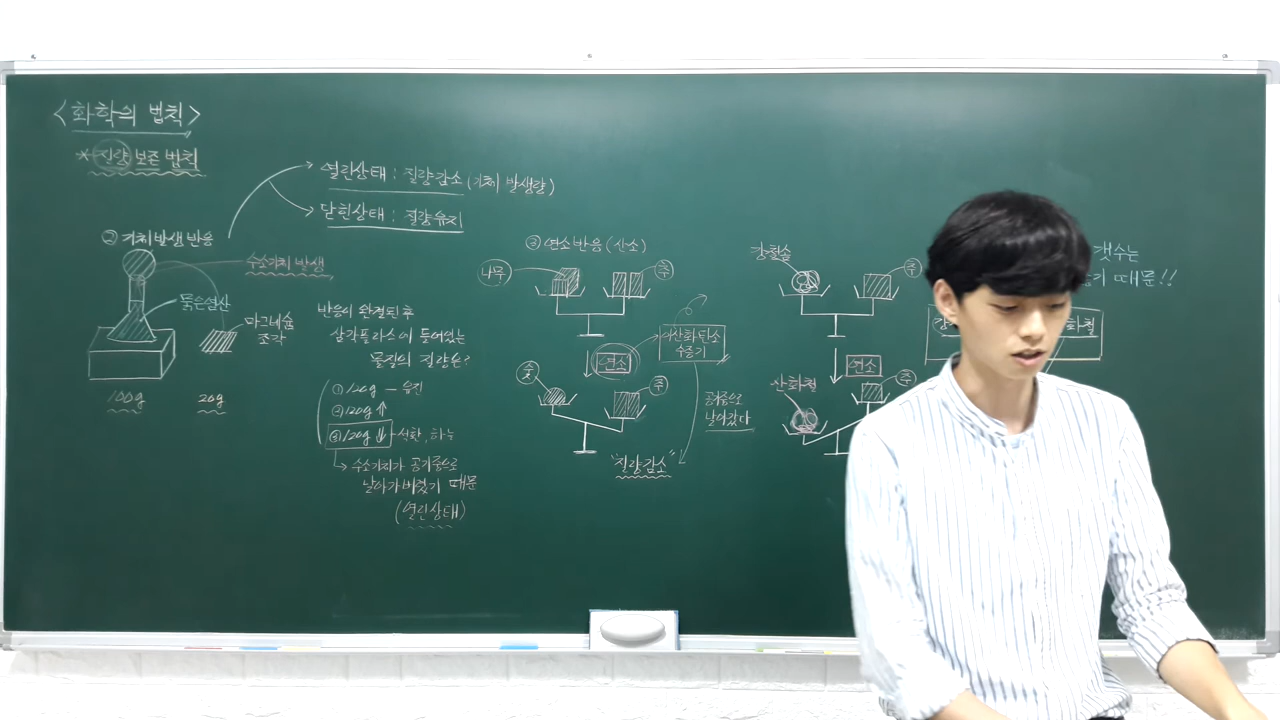 <화학의 법칙>
* 질량 보존 법칙
열린상태 : 질량감소 (기체 발생량)
닫힌상태 : 질량유지
② 기체발생 반응
수소기체 발생
묽은염산
마그네슘
조각
100g
20g
반응이 완결된 후
삼각플라스크에 들어있는
물질의 질량은?
① 120g - 유진
② 120g ↑
③ 120g ↓
하늘
수소기체가 공기중으로
날아가버렸기 때문
(열린상태)
③ 연소반응 (산소)
나무
추
연소
이산화탄소
수증기
숯
추
공기중으로
날아갔다
"질량감소"
강철솜
추
연소
산화철
추
갯수는
때문!!